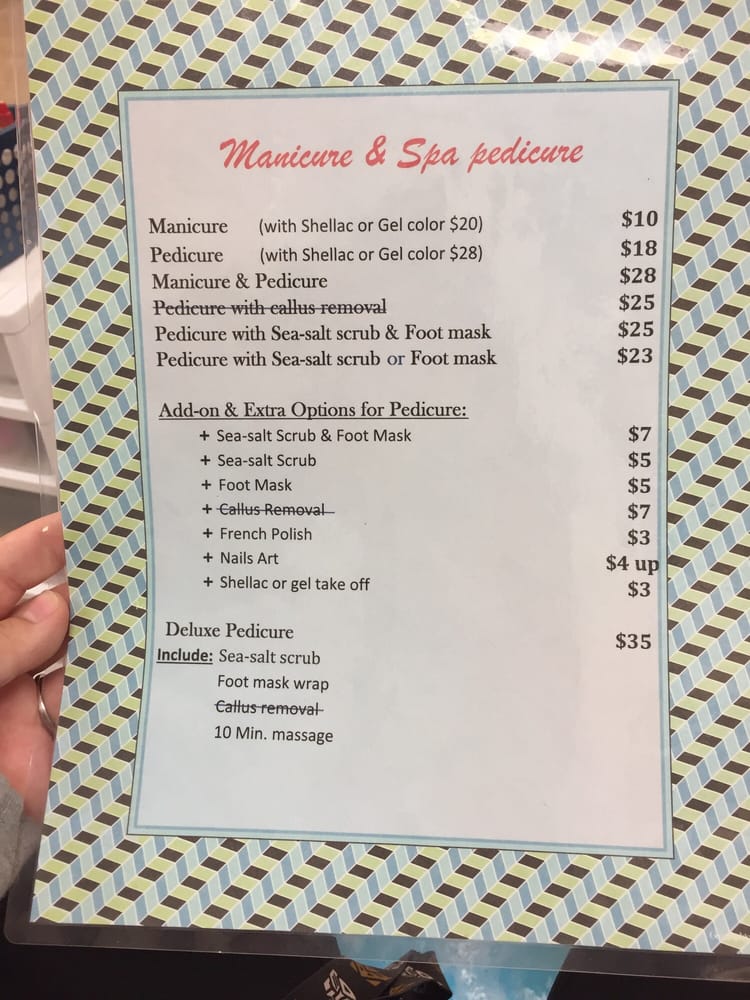 Manicure & Spa pedicure
Manicure (with Shellac or Gel color $20) $10
Pedicure (with Shellac or Gel color $28) $18
Manicure & Pedicure $28
Pedicure with callus removal $25
Pedicure with Sea-salt scrub & Foot mask $25
Pedicure with Sea-salt scrub or Foot mask $23
Add-on & Extra Options for Pedicure:
+ Sea-salt Scrub & Foot Mask $7
+ Sea-salt Scrub $5
+ Foot Mask $5
+ Callus Removal $7
+ French Polish $3
+ Nails Art $4 up
+ Shellac or gel take off $3
Deluxe Pedicure $35
Include: Sea-salt scrub
Foot mask wrap
Callus removal
10 Min. massage